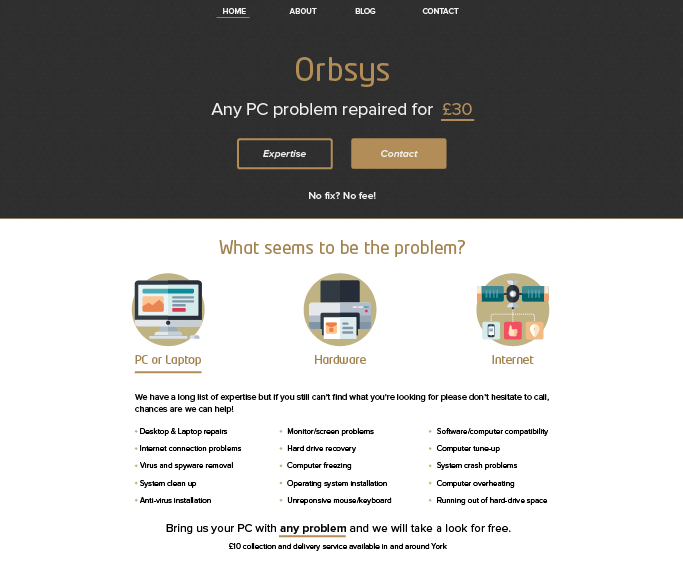 HOME ABOUT BLOG CONTACT
Orbsys
Any PC problem repaired for £30
Expertise Contact
No fix? No fee!
What seems to be the problem?
PC or Laptop Hardware Internet
We have a long list of expertise but if you still can't find what you're looking for please don't hesitate to call,
chances are we can help!
• Desktop & Laptop repairs • Monitor/screen problems • Software/computer compatibility
• Internet connection problems • Hard drive recovery • Computer tune-up
• Virus and spyware removal • Computer freezing • System crash problems
• System clean up • Operating system installation • Computer overheating
• Anti-virus installation • Unreponsive mouse/keyboard • Running out of hard-drive space
Bring us your PC with any problem and we will take a look for free.
£10 collection and delivery service available in and around York